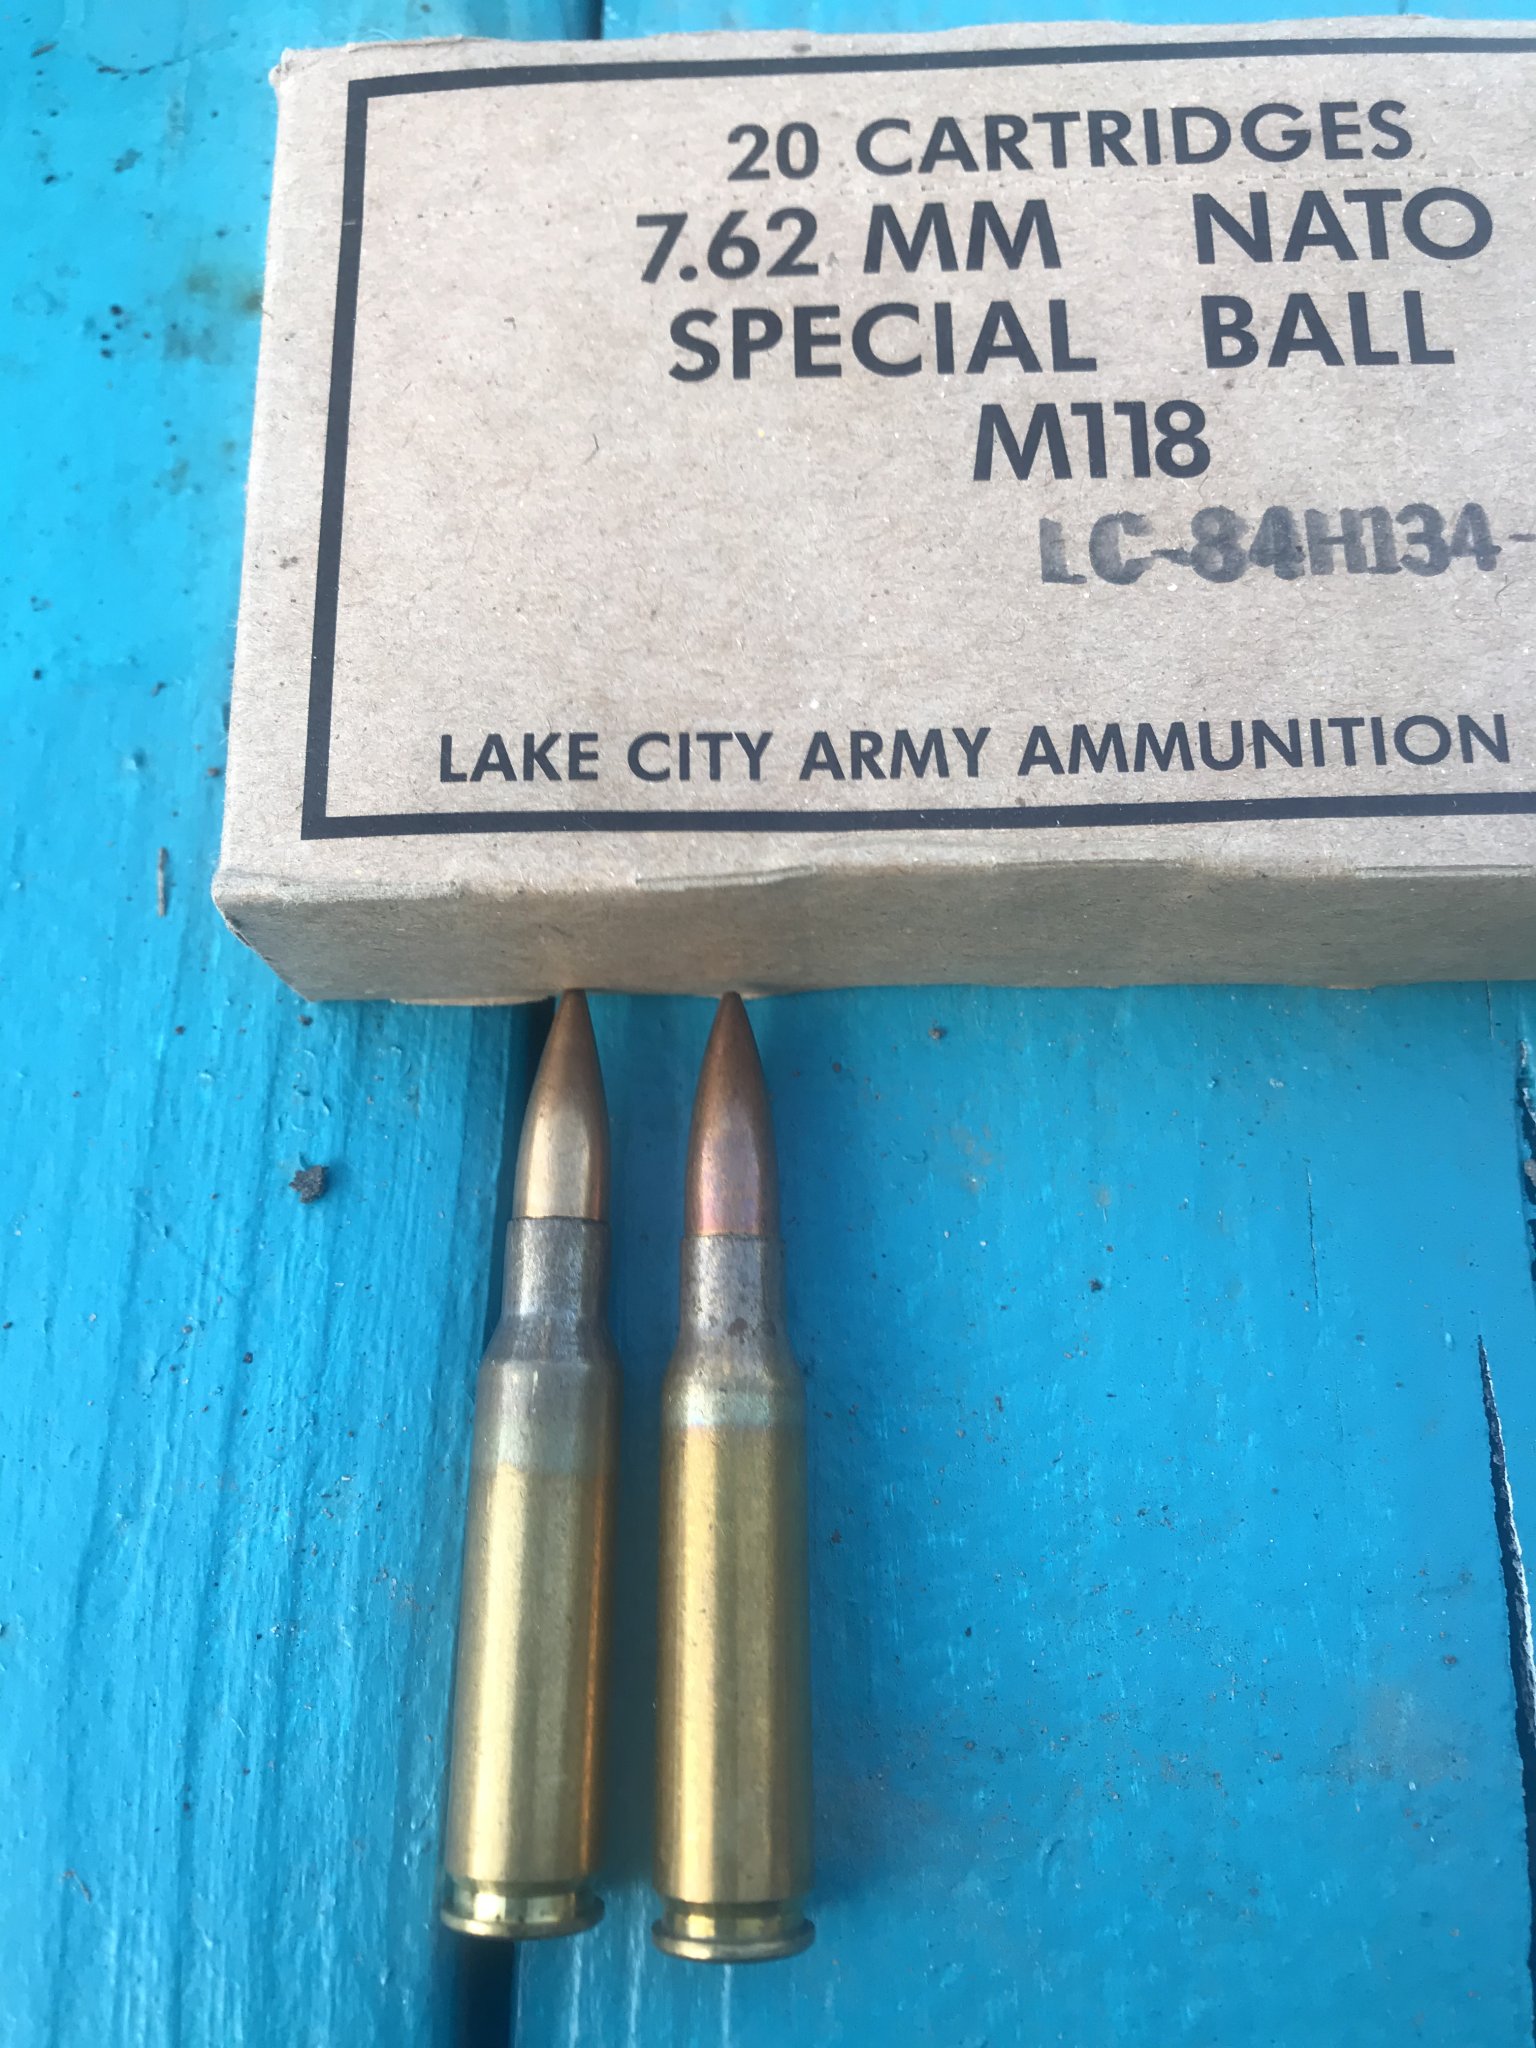 20 CARTRIDGES
7.62 MM NATO
SPECIAL BALL
M118
LC-84H134-
LAKE CITY ARMY AMMUNITION